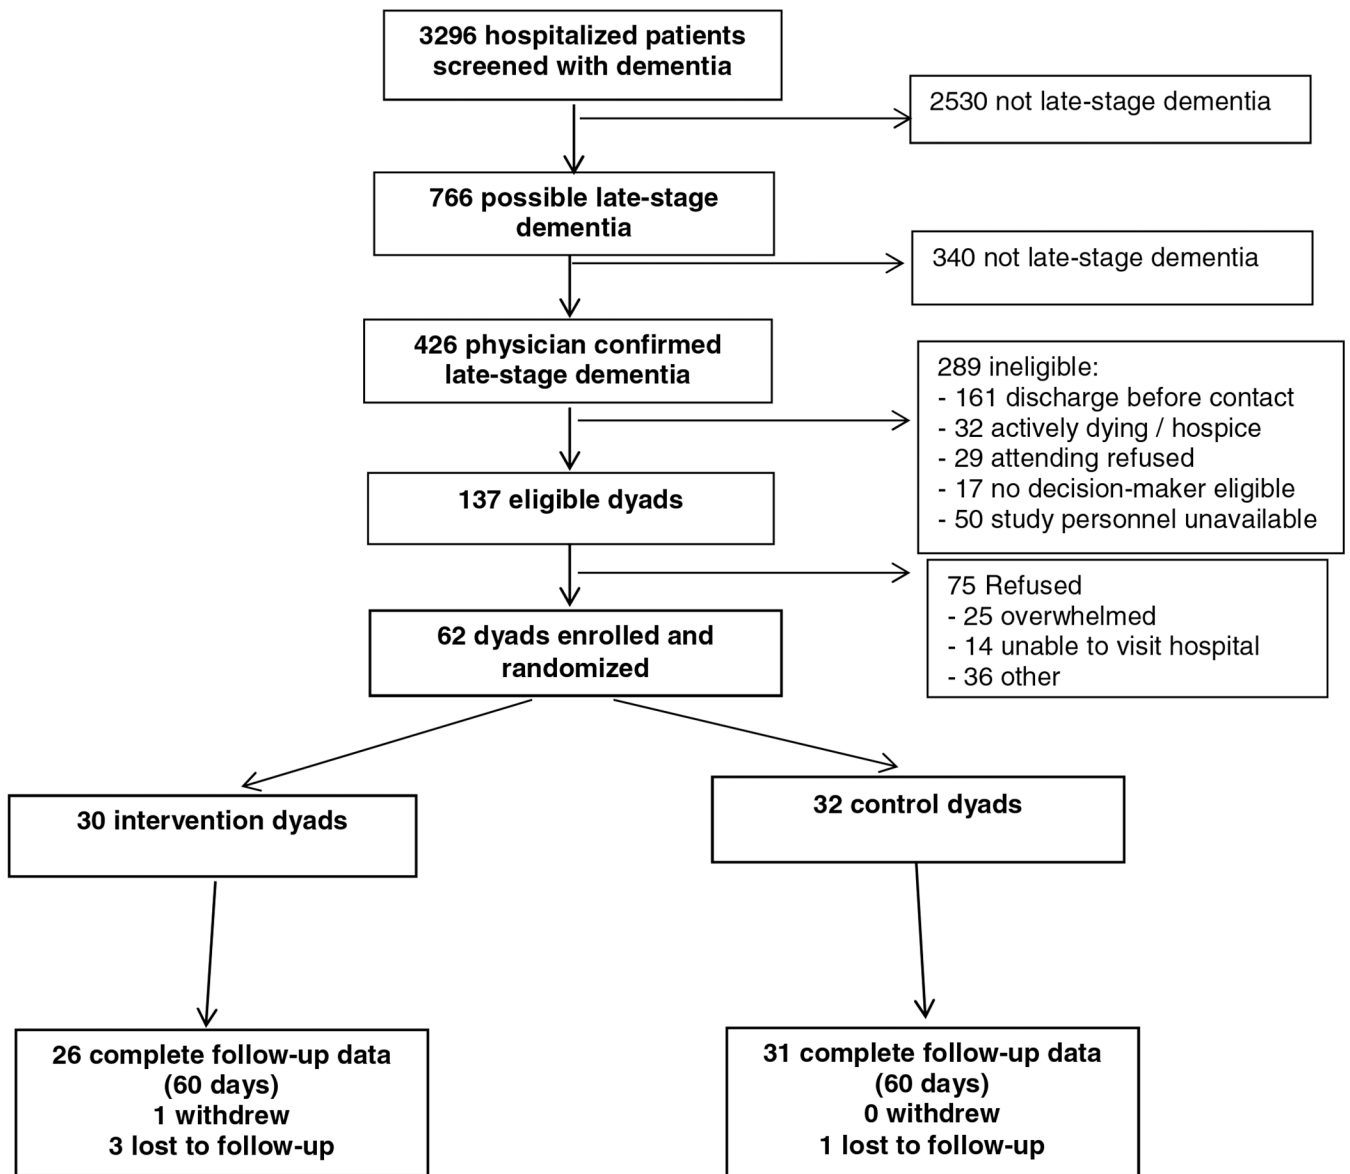 3296 hospitalized patients
screened with dementia
2530 not late-stage dementia
766 possible late-stage
dementia
340 not late-stage dementia
426 physician confirmed
late-stage dementia
289 ineligible:
- 161 discharge before contact
- 32 actively dying / hospice
- 29 attending refused
- 17 no decision-maker eligible
- 50 study personnel unavailable
137 eligible dyads
75 Refused
- 25 overwhelmed
- 14 unable to visit hospital
- 36 other
62 dyads enrolled and
randomized
30 intervention dyads
32 control dyads
26 complete follow-up data
(60 days)
1 withdrew
3 lost to follow-up
31 complete follow-up data
(60 days)
0 withdrew
1 lost to follow-up